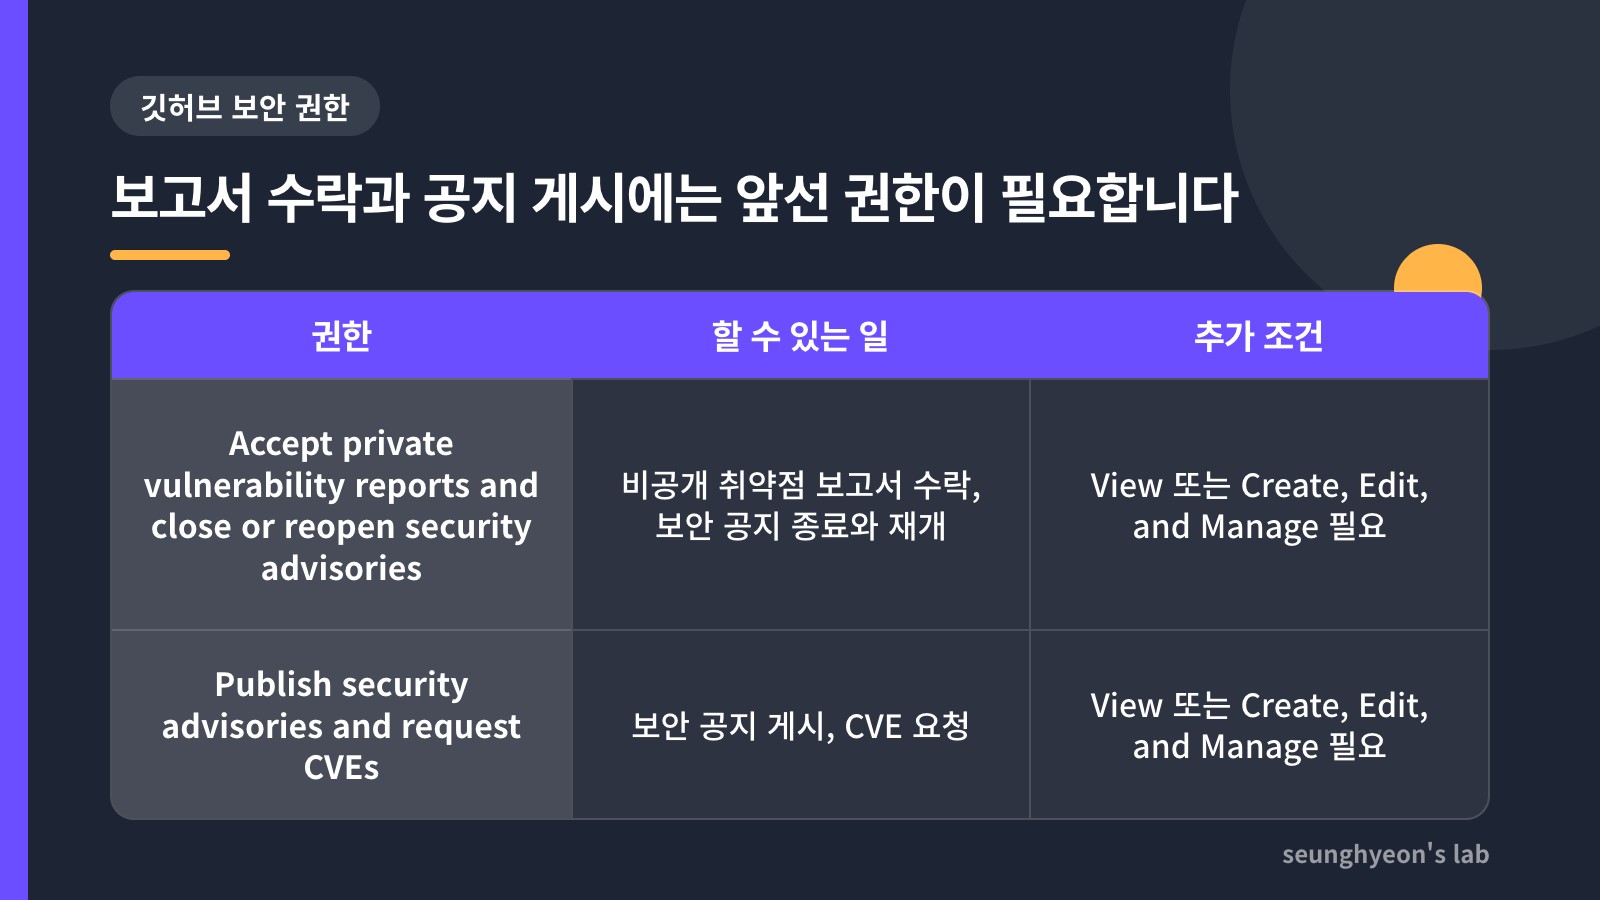 깃허브 보안 권한
보고서 수락과 공지 게시에는 앞선 권한이 필요합니다
권한
할 수 있는 일
추가 조건
Accept private
vulnerability reports and
close or reopen security
advisories
비공개 취약점 보고서 수락,
보안 공지 종료와 재개
View 또는 Create, Edit,
and Manage 필요
Publish security
advisories and request
CVEs
보안 공지 게시, CVE 요청
View 또는 Create, Edit,
and Manage 필요
seunghyeon's lab